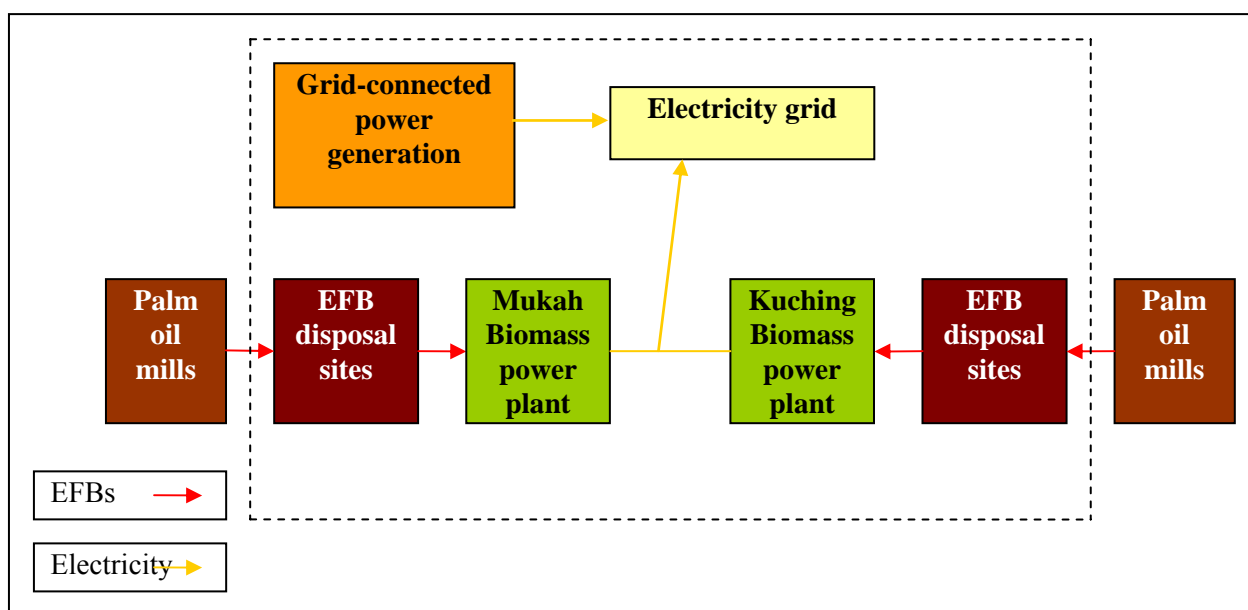 Grid-connected
power
generation
Electricity grid
Palm
oil
mills
EFB
disposal
sites
Mukah
Biomass
power
plant
Kuching
Biomass
power
plant
EFB
disposal
sites
Palm
oil
mills
EFBs
Electricity